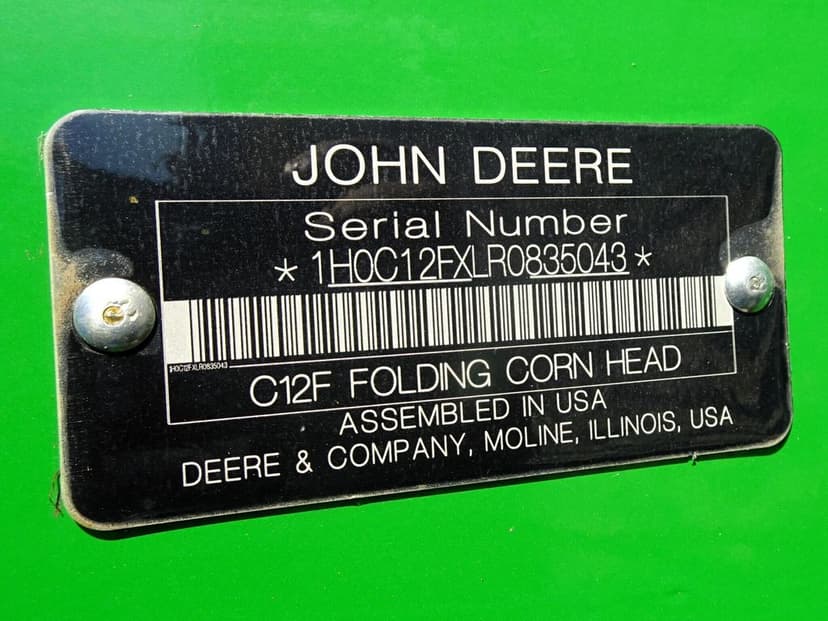 JOHN DEERE
Serial Number
*1H0C12FXLR0835043*
1H0C12FXLR0835043
C12F FOLDING CORN HEAD
ASSEMBLED IN USA
DEERE & COMPANY, MOLINE, ILLINOIS, USA